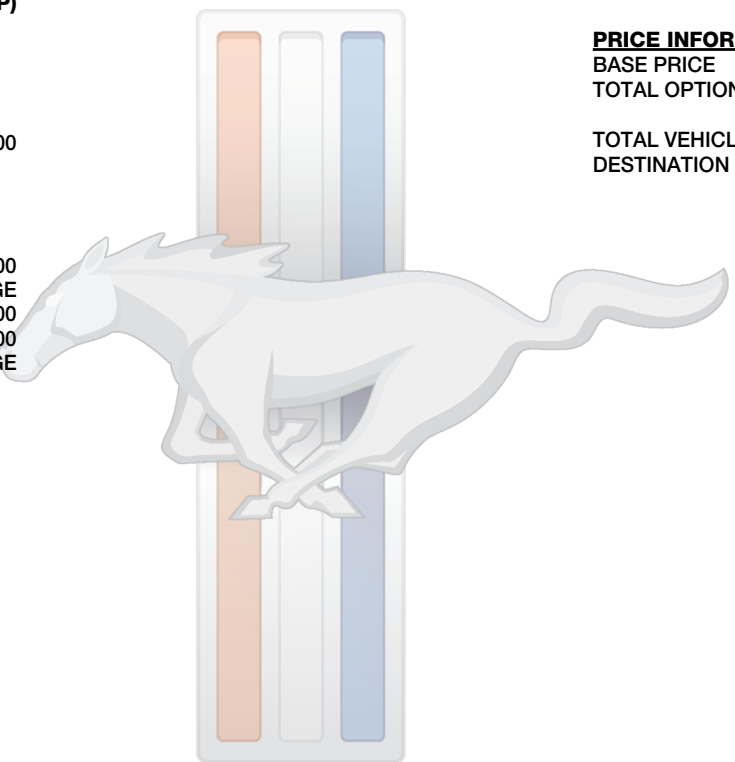 P)
00
00
GE
00
00
GE
PRICE INFOR
BASE PRICE
TOTAL OPTION
TOTAL VEHICL
DESTINATION